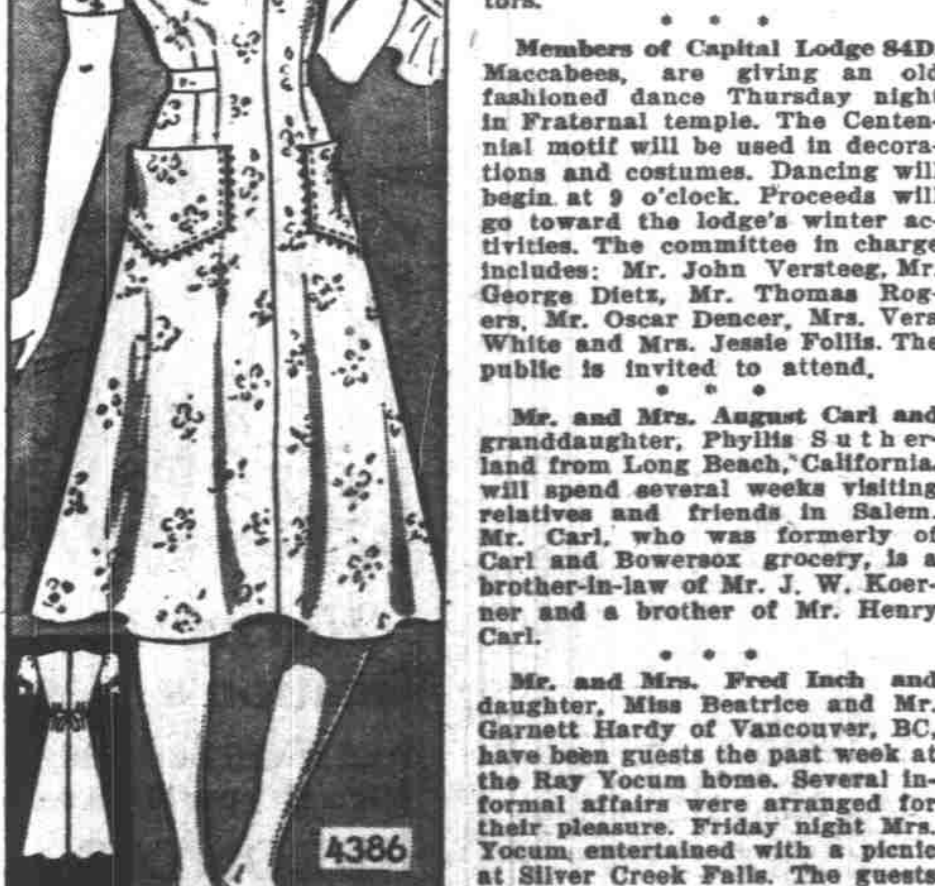 tors.
* * *
Members of Capital Lodge 84D
Maccabees, are giving an old
fashioned dance Thursday night
in Fraternal temple. The Centen-
nial motif will be used in decora-
tions and costumes. Dancing will
begin at 9 o'clock. Proceeds will
go toward the lodge's winter ac-
tivities. The committee in charge
includes: Mr. John Versteeg, Mr.
George Dietz, Mr. Thomas Rog-
ers, Mr. Oscar Dencer, Mrs. Vera
White and Mrs. Jessie Follis. The
public is invited to attend.
* * *
Mr. and Mrs. August Carl and
granddaughter, Phyllis Suther-
land from Long Beach, California,
will spend several weeks visiting
relatives and friends in Salem.
Mr. Carl, who was formerly of
Carl and Bowersox grocery, is a
brother-in-law of Mr. J. W. Koer-
ner and a brother of Mr. Henry
Carl.
* * *
Mr. and Mrs. Fred Inch and
daughter, Miss Beatrice and Mr.
Garnett Hardy of Vancouver, BC,
have been guests the past week at
the Ray Yocum home. Several in-
formal affairs were arranged for
their pleasure. Friday night Mrs.
Yocum entertained with a picnic
at Silver Creek Falls. The guests
4386